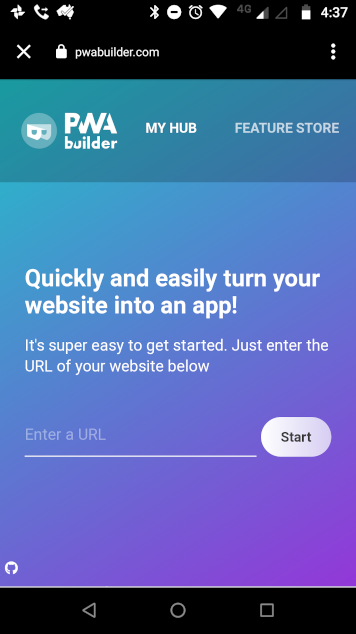 4G
4:37
pwabuilder.com
PWA
builder
MY HUB
FEATURE STORE
Quickly and easily turn your
website into an app!
It's super easy to get started. Just enter the
URL of your website below
Enter a URL
Start